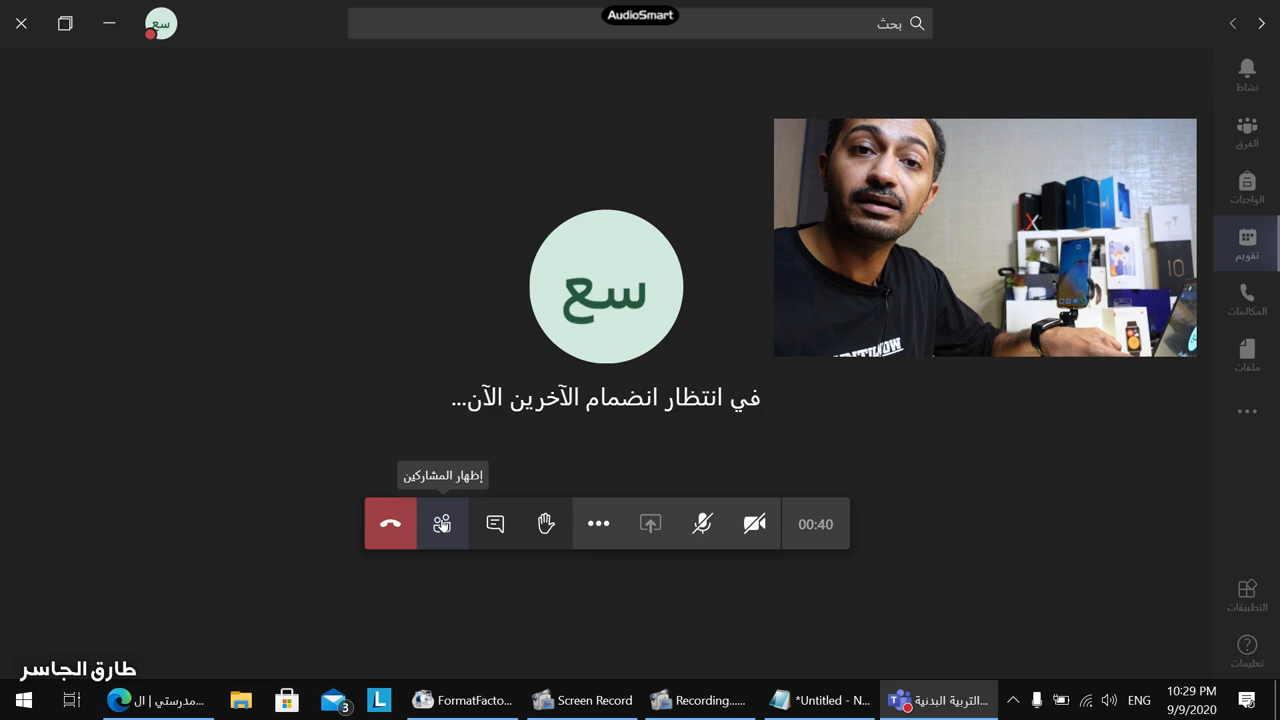 AudioSmart
سع
بحث
نشاط
الفرق
الواجبات
تقويم
المكالمات
ملفات
سع
في انتظار انضمام الآخرين الآن...
إظهار المشاركين
00:40
التطبيقات
تعليمات
طارق الجاسر
مدرستي | ال...
3
L
FormatFacto...
Screen Record
Recording......
*Untitled - N...
التربية البدنية...
ENG
10:29 PM
9/9/2020